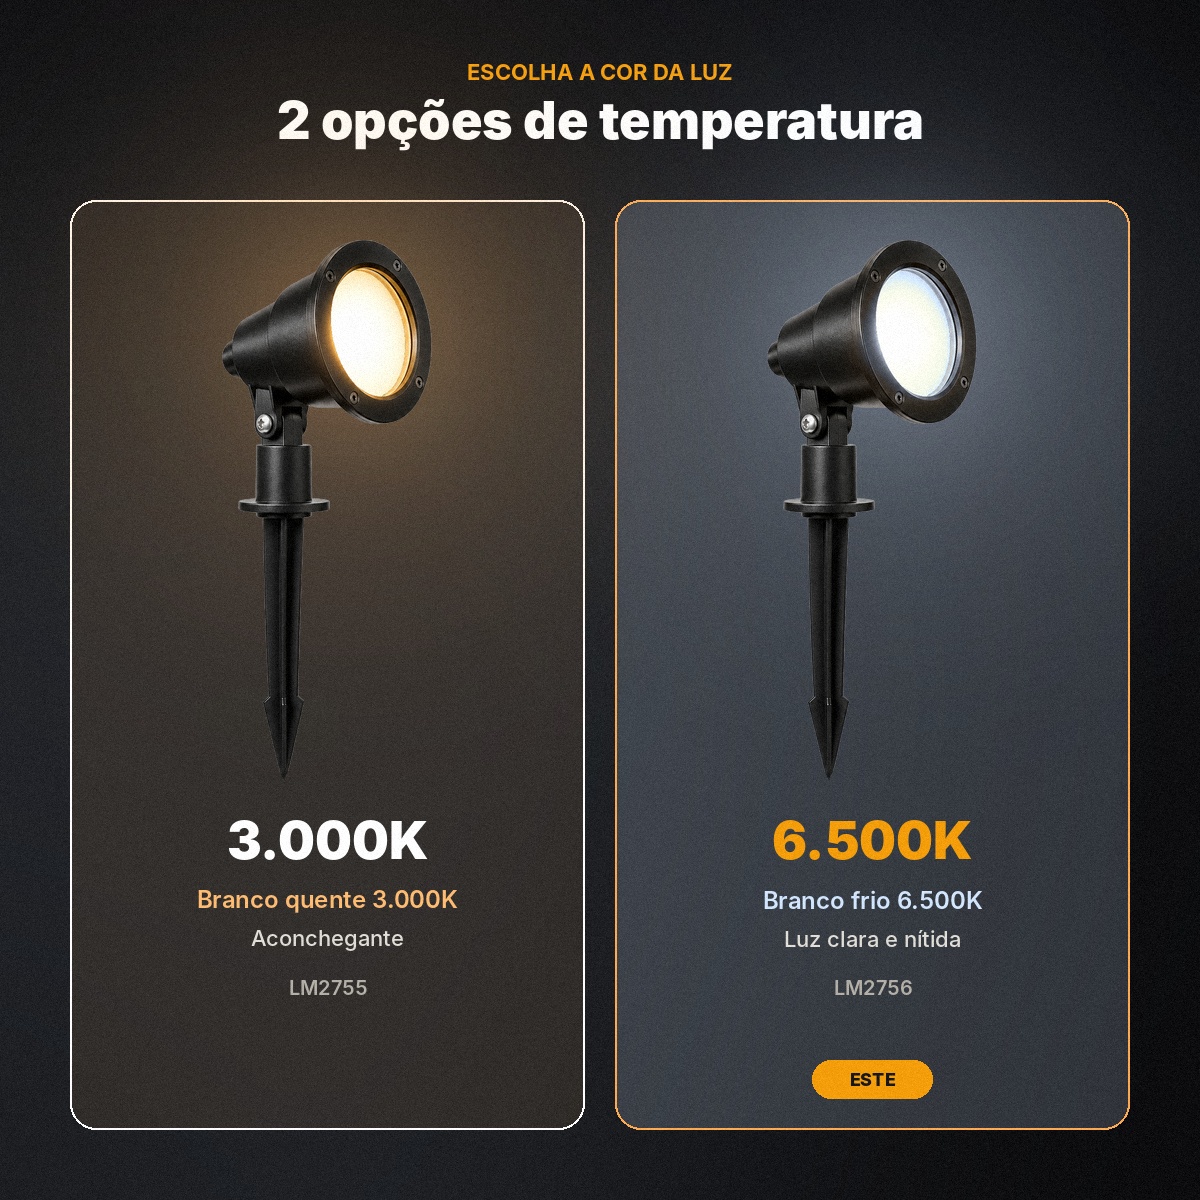 ESCOLHA A COR DA LUZ
2 opções de temperatura
3.000K
Branco quente 3.000K
Aconchegante
LM2755
6.500K
Branco frio 6.500K
Luz clara e nítida
LM2756
ESTE